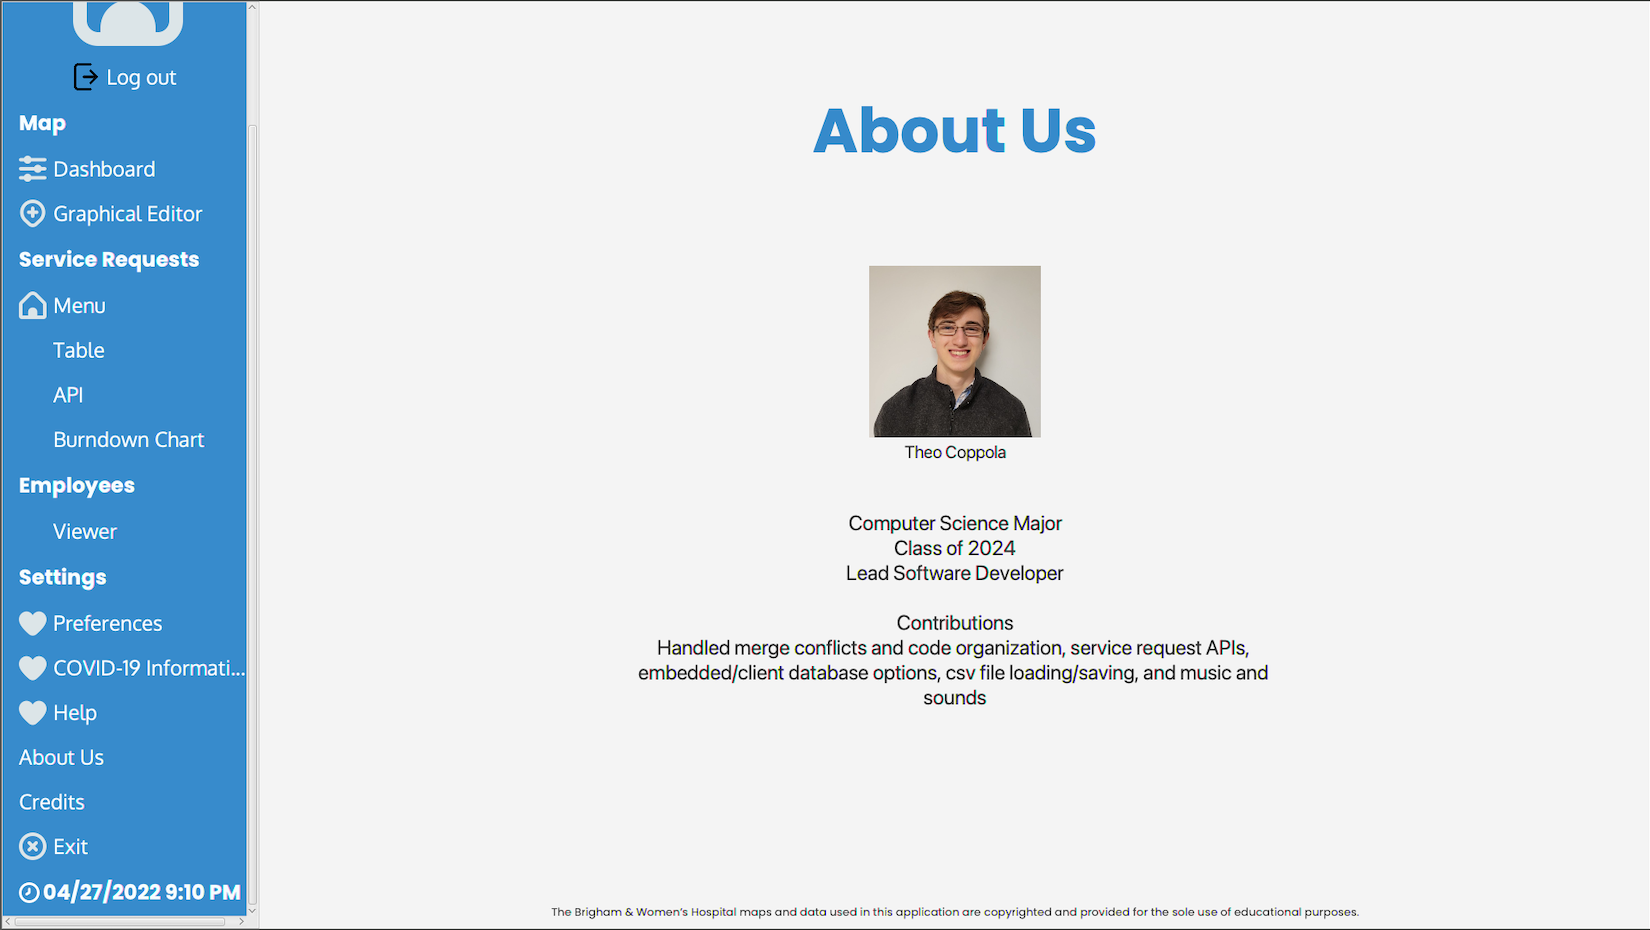 Log out
Map
Dashboard
Graphical Editor
Service Requests
Menu
Table
API
Burndown Chart
Employees
Viewer
Settings
Preferences
COVID-19 Informati...
Help
About Us
Credits
Exit
04/27/2022 9:10 PM
About Us
Theo Coppola
Computer Science Major
Class of 2024
Lead Software Developer
Contributions
Handled merge conflicts and code organization, service request APIs,
embedded/client database options, csv file loading/saving, and music and
sounds
The Brigham & Women's Hospital maps and data used in this application are copyrighted and provided for the sole use of educational purposes.